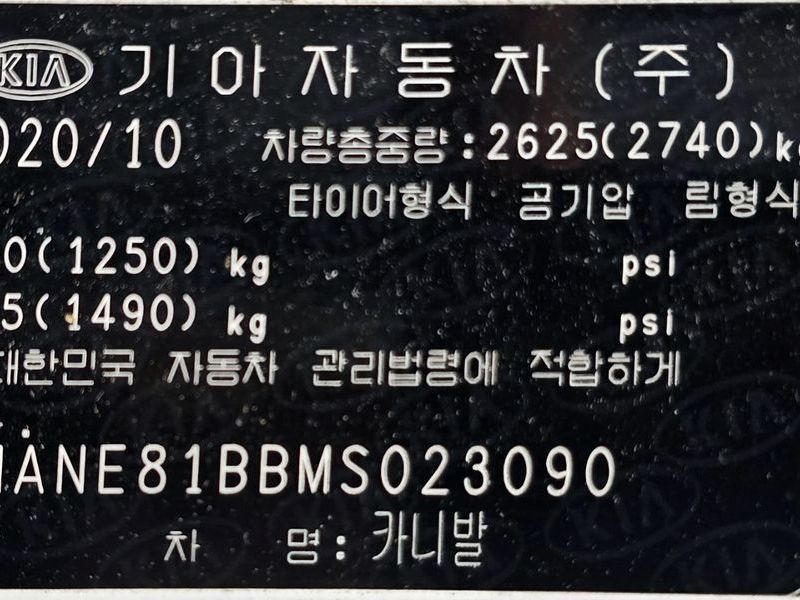 KIA 기아자동차(주)
020/10 차량총중량:2625(2740)kg
타이어형식 공기압 림형식
0(1250) kg psi
5(1490) kg psi
대한민국 자동차 관리법령에 적합하게
NANE81BBMS023090
차 명:카니발